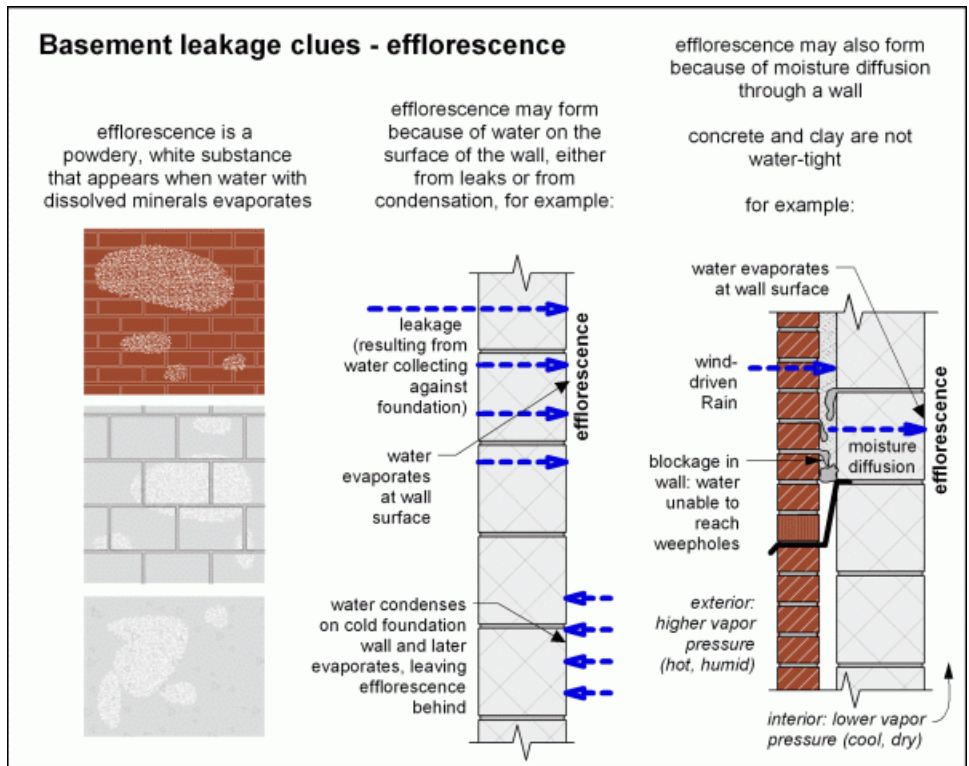 Basement leakage clues - efflorescence
efflorescence is a
powdery, white substance
that appears when water with
dissolved minerals evaporates
efflorescence may form
because of water on the
surface of the wall, either
from leaks or from
condensation, for example:
leakage
(resulting from
water collecting
against
foundation)
efflorescence
water
evaporates
at wall
surface
water condenses
on cold foundation
wall and later
evaporates, leaving
efflorescence
behind
efflorescence may also form
because of moisture diffusion
through a wall
concrete and clay are not
water-tight
for example:
water evaporates
at wall surface
wind-
driven
Rain
efflorescence
moisture
diffusion
blockage in
wall: water
unable to
reach
weepholes
exterior:
higher vapor
pressure
(hot, humid)
interior: lower vapor
pressure (cool, dry)